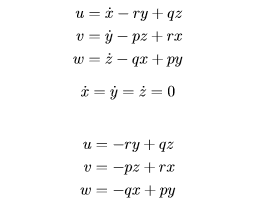 u = ẋ − ry + qz
v = ẏ − pz + rx
w = ż − qx + py
ẋ = ẏ = ż = 0
u = −ry + qz
v = −pz + rx
w = −qx + py